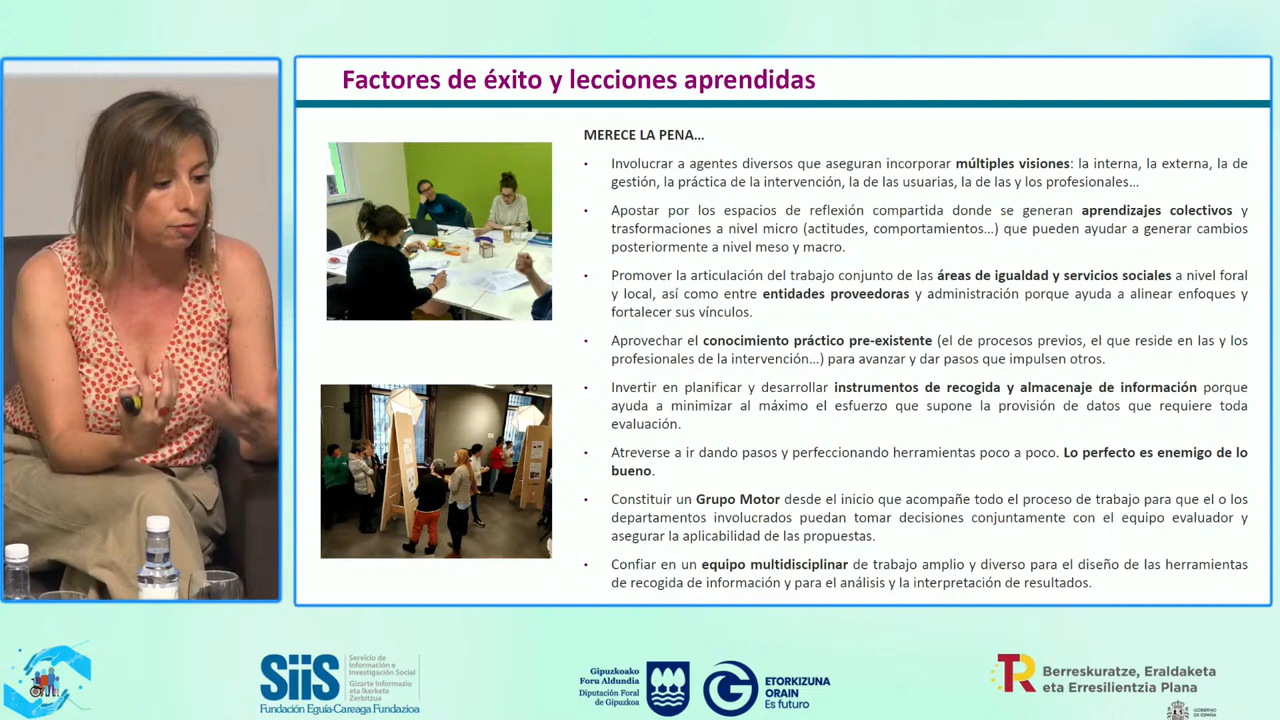 Factores de éxito y lecciones aprendidas
MERECE LA PENA...
• Involucrar a agentes diversos que aseguran incorporar múltiples visiones: la interna, la externa, la de
gestión, la práctica de la intervención, la de las usuarias, la de las y los profesionales...
• Apostar por los espacios de reflexión compartida donde se generan aprendizajes colectivos y
trasformaciones a nivel micro (actitudes, comportamientos...) que pueden ayudar a generar cambios
posteriormente a nivel meso y macro.
• Promover la articulación del trabajo conjunto de las áreas de igualdad y servicios sociales a nivel foral
y local, así como entre entidades proveedoras y administración porque ayuda a alinear enfoques y
fortalecer sus vínculos.
• Aprovechar el conocimiento práctico pre-existente (el de procesos previos, el que reside en las y los
profesionales de la intervención...) para avanzar y dar pasos que impulsen otros.
• Invertir en planificar y desarrollar instrumentos de recogida y almacenaje de información porque
ayuda a minimizar al máximo el esfuerzo que supone la provisión de datos que requiere toda
evaluación.
• Atreverse a ir dando pasos y perfeccionando herramientas poco a poco. Lo perfecto es enemigo de lo
bueno.
• Constituir un Grupo Motor desde el inicio que acompañe todo el proceso de trabajo para que el o los
departamentos involucrados puedan tomar decisiones conjuntamente con el equipo evaluador y
asegurar la aplicabilidad de las propuestas.
• Confiar en un equipo multidisciplinar de trabajo amplio y diverso para el diseño de las herramientas
de recogida de información y para el análisis y la interpretación de resultados.
SiiS
Servicio de
Información e
Investigación Social
Gizarte Informazio
eta Ikerketa
Zerbitzua
Fundación Eguía-Careaga Fundazioa
Gipuzkoako
Foru Aldundia
Diputación Foral
de Gipuzkoa
ETORKIZUNA
ORAIN
Es futuro
TR
Berreskuratze, Eraldaketa
eta Erresilientzia Plana
GOBIERNO
DE ESPAÑA